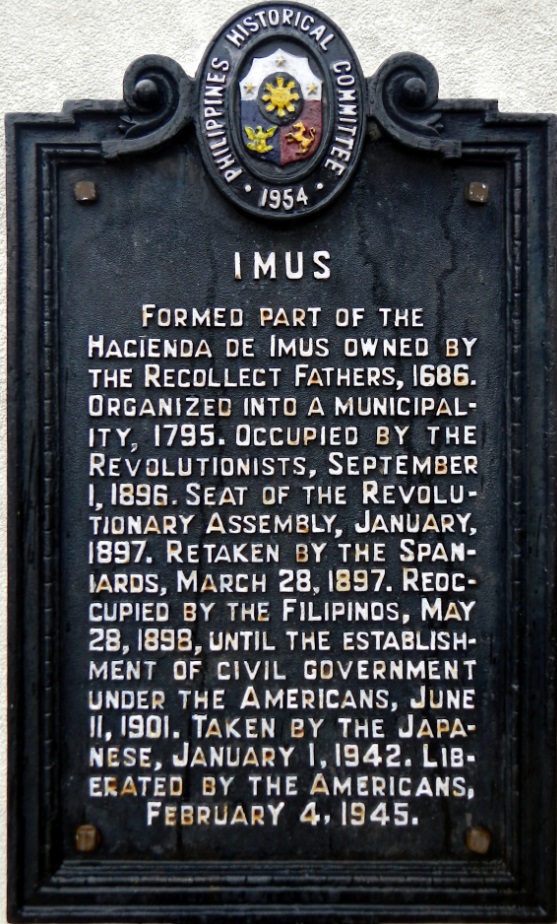 PHILIPPINES HISTORICAL COMMITTEE
• 1954 •
IMUS
FORMED PART OF THE
HACIENDA DE IMUS OWNED BY
THE RECOLLECT FATHERS, 1686.
ORGANIZED INTO A MUNICIPAL-
ITY, 1795. OCCUPIED BY THE
REVOLUTIONISTS, SEPTEMBER
1, 1896. SEAT OF THE REVOLU-
TIONARY ASSEMBLY, JANUARY,
1897. RETAKEN BY THE SPAN-
IARDS, MARCH 28, 1897. REOC-
CUPIED BY THE FILIPINOS, MAY
28, 1898, UNTIL THE ESTABLISH-
MENT OF CIVIL GOVERNMENT
UNDER THE AMERICANS, JUNE
11, 1901. TAKEN BY THE JAPA-
NESE, JANUARY 1, 1942. LIB-
ERATED BY THE AMERICANS,
FEBRUARY 4, 1945.